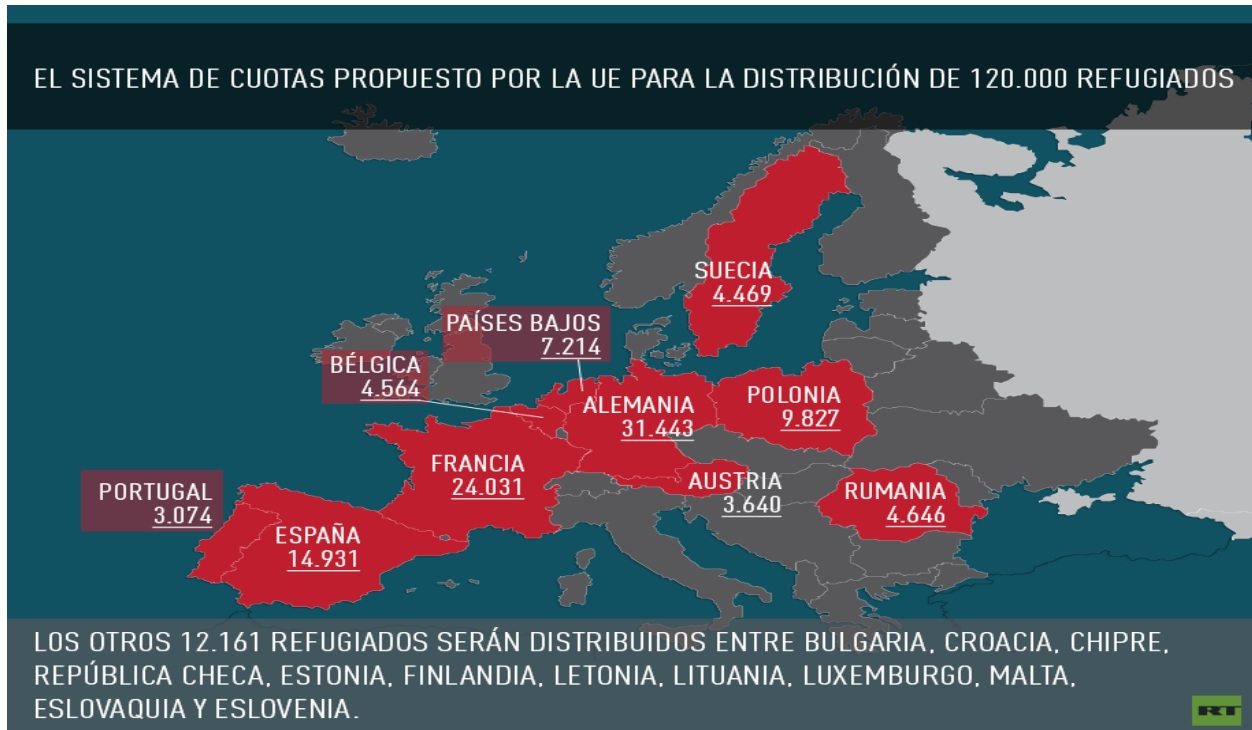 EL SISTEMA DE CUOTAS PROPUESTO POR LA UE PARA LA DISTRIBUCIÓN DE 120.000 REFUGIADOS
SUECIA
4.469
PAÍSES BAJOS
7.214
BÉLGICA
4.564
ALEMANIA
31.443
POLONIA
9.827
FRANCIA
24.031
AUSTRIA
3.640
RUMANIA
4.646
PORTUGAL
3.074
ESPAÑA
14.931
LOS OTROS 12.161 REFUGIADOS SERÁN DISTRIBUIDOS ENTRE BULGARIA, CROACIA, CHIPRE,
REPÚBLICA CHECA, ESTONIA, FINLANDIA, LETONIA, LITUANIA, LUXEMBURGO, MALTA,
ESLOVAQUIA Y ESLOVENIA.
RT